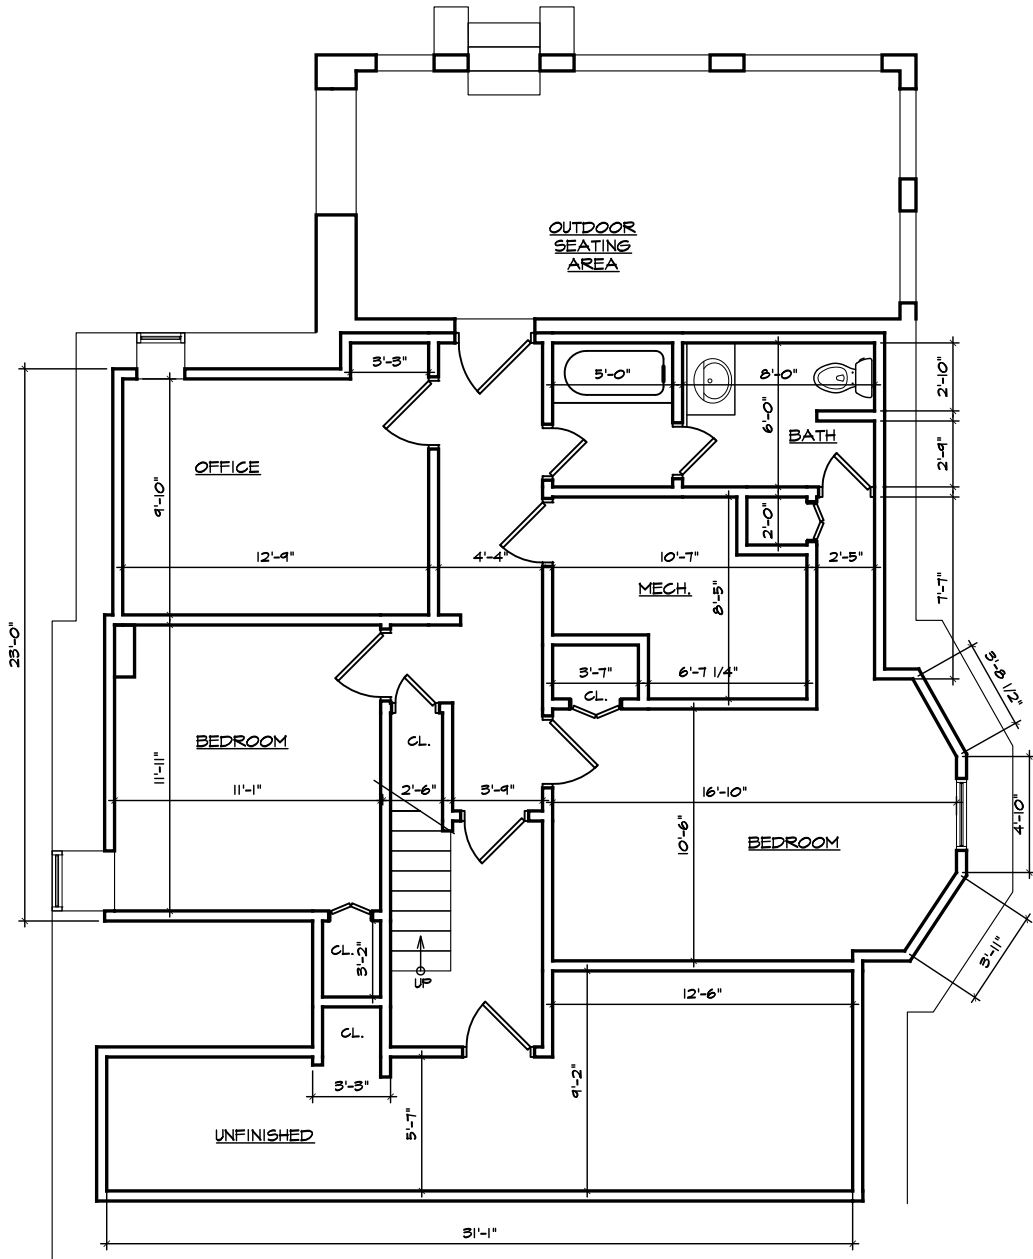 OUTDOOR
SEATING
AREA
3'-3"
5'-0"
8'-0"
2'-10"
6'-0"
BATH
2'-9"
OFFICE
9'-10"
2'-0"
12'-9"
4'-4"
10'-7"
2'-5"
MECH.
8'-5"
7'-7"
23'-0"
3'-7"
6'-7 1/4"
CL.
3'-8 1/2"
BEDROOM
CL.
11'-11"
11'-1"
2'-6"
3'-9"
16'-10"
4'-10"
10'-6"
BEDROOM
CL.
3'-2"
UP
3'-11"
12'-6"
CL.
3'-3"
9'-2"
5'-7"
UNFINISHED
31'-1"